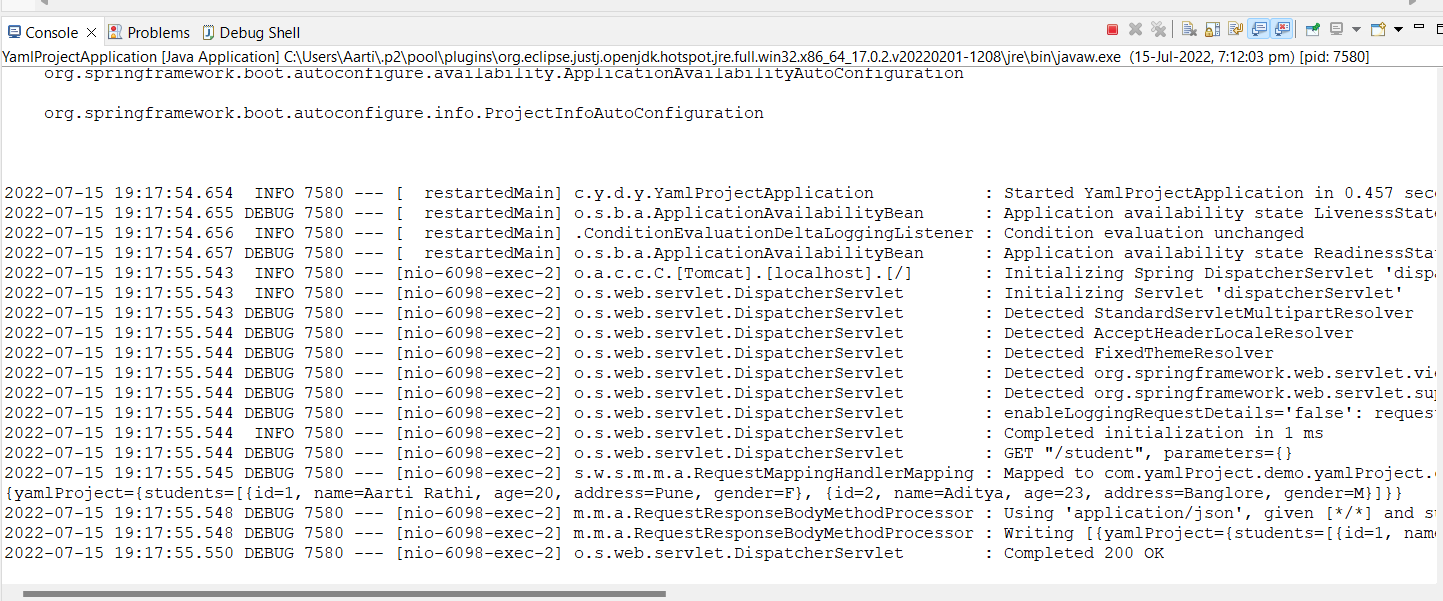 Console Problems Debug Shell
YamlProjectApplication [Java Application] C:\Users\Aarti\.p2\pool\plugins\org.eclipse.justj.openjdk.hotspot.jre.full.win32.x86_64_17.0.2.v20220201-1208\jre\bin\javaw.exe (15-Jul-2022, 7:12:03 pm) [pid: 7580]
org.springframework.boot.autoconfigure.availability.ApplicationAvailabilityAutoConfiguration
org.springframework.boot.autoconfigure.info.ProjectInfoAutoConfiguration
2022-07-15 19:17:54.654  INFO 7580 --- [  restartedMain] c.y.d.y.YamlProjectApplication           : Started YamlProjectApplication in 0.457 sec
2022-07-15 19:17:54.655 DEBUG 7580 --- [  restartedMain] o.s.b.a.ApplicationAvailabilityBean      : Application availability state LivenessStat
2022-07-15 19:17:54.656  INFO 7580 --- [  restartedMain] .ConditionEvaluationDeltaLoggingListener : Condition evaluation unchanged
2022-07-15 19:17:54.657 DEBUG 7580 --- [  restartedMain] o.s.b.a.ApplicationAvailabilityBean      : Application availability state ReadinessSta
2022-07-15 19:17:55.543  INFO 7580 --- [nio-6098-exec-2] o.a.c.c.C.[Tomcat].[localhost].[/]       : Initializing Spring DispatcherServlet 'disp
2022-07-15 19:17:55.543  INFO 7580 --- [nio-6098-exec-2] o.s.web.servlet.DispatcherServlet        : Initializing Servlet 'dispatcherServlet'
2022-07-15 19:17:55.543 DEBUG 7580 --- [nio-6098-exec-2] o.s.web.servlet.DispatcherServlet        : Detected StandardServletMultipartResolver
2022-07-15 19:17:55.544 DEBUG 7580 --- [nio-6098-exec-2] o.s.web.servlet.DispatcherServlet        : Detected AcceptHeaderLocaleResolver
2022-07-15 19:17:55.544 DEBUG 7580 --- [nio-6098-exec-2] o.s.web.servlet.DispatcherServlet        : Detected FixedThemeResolver
2022-07-15 19:17:55.544 DEBUG 7580 --- [nio-6098-exec-2] o.s.web.servlet.DispatcherServlet        : Detected org.springframework.web.servlet.vi
2022-07-15 19:17:55.544 DEBUG 7580 --- [nio-6098-exec-2] o.s.web.servlet.DispatcherServlet        : Detected org.springframework.web.servlet.su
2022-07-15 19:17:55.544 DEBUG 7580 --- [nio-6098-exec-2] o.s.web.servlet.DispatcherServlet        : enableLoggingRequestDetails='false': reques
2022-07-15 19:17:55.544  INFO 7580 --- [nio-6098-exec-2] o.s.web.servlet.DispatcherServlet        : Completed initialization in 1 ms
2022-07-15 19:17:55.544 DEBUG 7580 --- [nio-6098-exec-2] o.s.web.servlet.DispatcherServlet        : GET "/student", parameters={}
2022-07-15 19:17:55.545 DEBUG 7580 --- [nio-6098-exec-2] s.w.s.m.m.a.RequestMappingHandlerMapping : Mapped to com.yamlProject.demo.yamlProject.
{yamlProject={students=[{id=1, name=Aarti Rathi, age=20, address=Pune, gender=F}, {id=2, name=Aditya, age=23, address=Banglore, gender=M}]}}
2022-07-15 19:17:55.548 DEBUG 7580 --- [nio-6098-exec-2] m.m.a.RequestResponseBodyMethodProcessor : Using 'application/json', given [*/*] and s
2022-07-15 19:17:55.548 DEBUG 7580 --- [nio-6098-exec-2] m.m.a.RequestResponseBodyMethodProcessor : Writing [{yamlProject={students=[{id=1, nam
2022-07-15 19:17:55.550 DEBUG 7580 --- [nio-6098-exec-2] o.s.web.servlet.DispatcherServlet        : Completed 200 OK